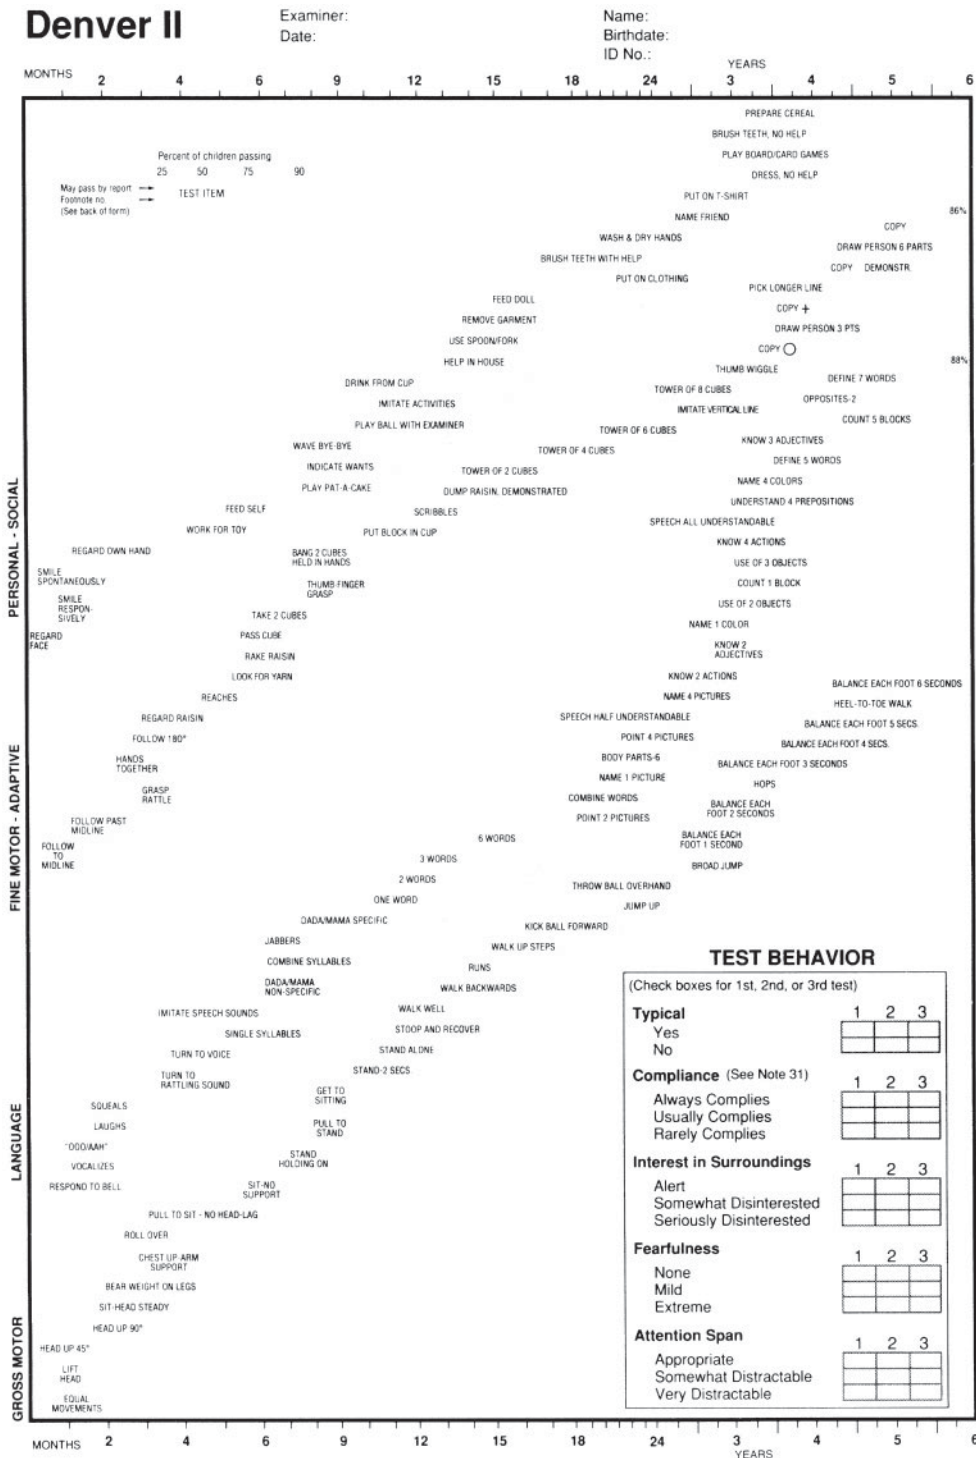 Denver II
Examiner:
Date:
Name:
Birthdate:
ID No.:
MONTHS 2 4 6 9 12 15 18 24 YEARS 3 4 5 6
PREPARE CEREAL
BRUSH TEETH, NO HELP
PLAY BOARD/CARD GAMES
DRESS, NO HELP
PUT ON T-SHIRT
NAME FRIEND
WASH & DRY HANDS
BRUSH TEETH WITH HELP
PUT ON CLOTHING
FEED DOLL
REMOVE GARMENT
USE SPOON/FORK
HELP IN HOUSE
DRINK FROM CUP
IMITATE ACTIVITIES
PLAY BALL WITH EXAMINER
WAVE BYE-BYE
INDICATE WANTS
PLAY PAT-A-CAKE
FEED SELF
WORK FOR TOY
REGARD OWN HAND
SMILE
SPONTANEOUSLY
SMILE
RESPON-
SIVELY
REGARD
FACE
Percent of children passing
25 50 75 90
May pass by report
Footnote no.
(See back of form)
TEST ITEM
86%
COPY
DRAW PERSON 6 PARTS
COPY DEMONSTR.
PICK LONGER LINE
COPY +
DRAW PERSON 3 PTS
COPY ○
88%
THUMB WIGGLE
TOWER OF 8 CUBES
IMITATE VERTICAL LINE
TOWER OF 6 CUBES
TOWER OF 4 CUBES
TOWER OF 2 CUBES
DUMP RAISIN, DEMONSTRATED
SCRIBBLES
PUT BLOCK IN CUP
BANG 2 CUBES
HELD IN HANDS
THUMB-FINGER
GRASP
TAKE 2 CUBES
PASS CUBE
RAKE RAISIN
LOOK FOR YARN
REACHES
REGARD RAISIN
FOLLOW 180°
HANDS
TOGETHER
GRASP
RATTLE
FOLLOW PAST
MIDLINE
FOLLOW
TO
MIDLINE
DEFINE 7 WORDS
OPPOSITES-2
COUNT 5 BLOCKS
KNOW 3 ADJECTIVES
DEFINE 5 WORDS
NAME 4 COLORS
UNDERSTAND 4 PREPOSITIONS
SPEECH ALL UNDERSTANDABLE
KNOW 4 ACTIONS
USE OF 3 OBJECTS
COUNT 1 BLOCK
USE OF 2 OBJECTS
NAME 1 COLOR
KNOW 2
ADJECTIVES
KNOW 2 ACTIONS
NAME 4 PICTURES
SPEECH HALF UNDERSTANDABLE
POINT 4 PICTURES
BODY PARTS-6
NAME 1 PICTURE
COMBINE WORDS
POINT 2 PICTURES
6 WORDS
3 WORDS
2 WORDS
ONE WORD
DADA/MAMA SPECIFIC
JABBERS
COMBINE SYLLABLES
DADA/MAMA
NON-SPECIFIC
IMITATE SPEECH SOUNDS
SINGLE SYLLABLES
TURN TO VOICE
TURN TO
RATTLING SOUND
SQUEALS
LAUGHS
"OOO/AAH"
VOCALIZES
RESPOND TO BELL
BALANCE EACH FOOT 6 SECONDS
HEEL-TO-TOE WALK
BALANCE EACH FOOT 5 SECS.
BALANCE EACH FOOT 4 SECS.
BALANCE EACH FOOT 3 SECONDS
HOPS
BALANCE EACH
FOOT 2 SECONDS
BALANCE EACH
FOOT 1 SECOND
BROAD JUMP
THROW BALL OVERHAND
JUMP UP
KICK BALL FORWARD
WALK UP STEPS
RUNS
WALK BACKWARDS
WALK WELL
STOOP AND RECOVER
STAND ALONE
STAND-2 SECS
GET TO
SITTING
PULL TO
STAND
STAND
HOLDING ON
SIT-NO
SUPPORT
PULL TO SIT - NO HEAD-LAG
ROLL OVER
CHEST UP-ARM
SUPPORT
BEAR WEIGHT ON LEGS
SIT-HEAD STEADY
HEAD UP 90°
HEAD UP 45°
LIFT
HEAD
EQUAL
MOVEMENTS
PERSONAL - SOCIAL
FINE MOTOR - ADAPTIVE
LANGUAGE
GROSS MOTOR
TEST BEHAVIOR
(Check boxes for 1st, 2nd, or 3rd test)
Typical 1 2 3
Yes
No
Compliance (See Note 31) 1 2 3
Always Complies
Usually Complies
Rarely Complies
Interest in Surroundings 1 2 3
Alert
Somewhat Disinterested
Seriously Disinterested
Fearfulness 1 2 3
None
Mild
Extreme
Attention Span 1 2 3
Appropriate
Somewhat Distractable
Very Distractable
MONTHS 2 4 6 9 12 15 18 24 3 4 5 6
YEARS